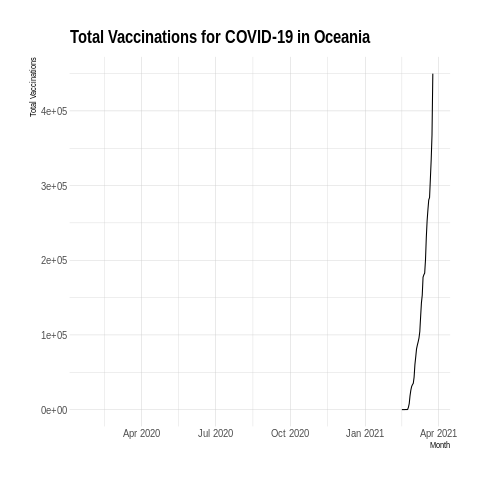 Total Vaccinations for COVID-19 in Oceania
Total Vaccinations
4e+05
3e+05
2e+05
1e+05
0e+00
Apr 2020 Jul 2020 Oct 2020 Jan 2021 Apr 2021
Month